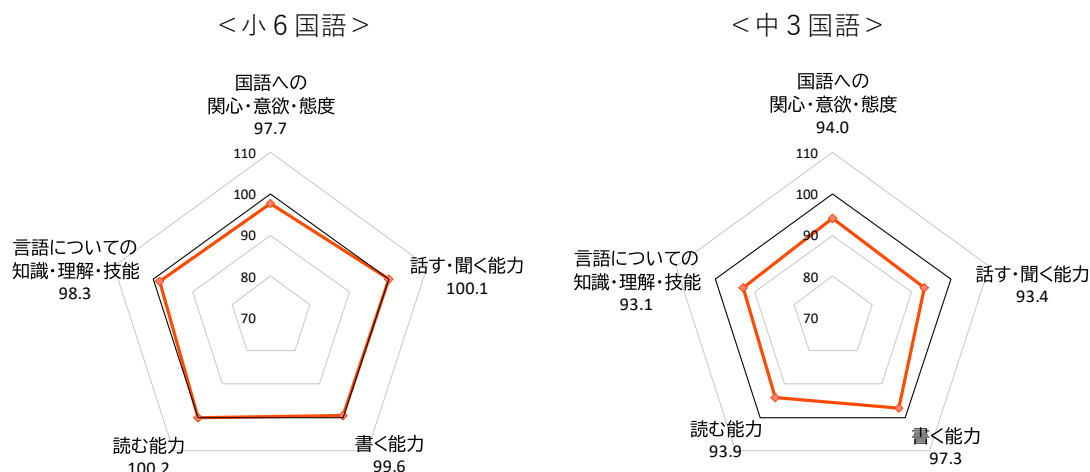 ＜小６国語＞
国語への
関心・意欲・態度
97.7
110
100
90
80
70
話す・聞く能力
100.1
書く能力
99.6
読む能力
100.2
言語についての
知識・理解・技能
98.3
＜中３国語＞
国語への
関心・意欲・態度
94.0
110
100
90
80
70
話す・聞く能力
93.4
書く能力
97.3
読む能力
93.9
言語についての
知識・理解・技能
93.1